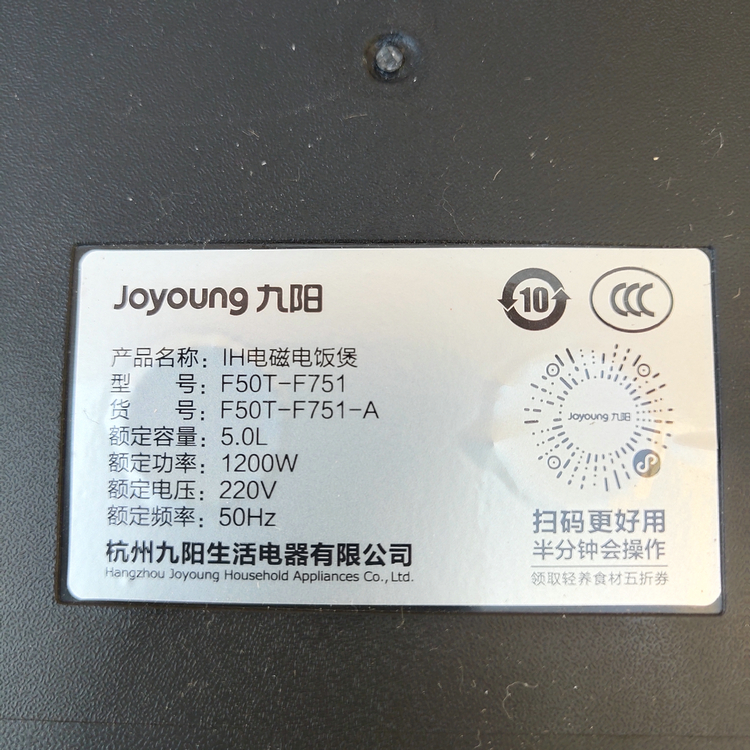 Joyoung 九阳
10
CCC
产品名称：IH电磁电饭煲
型 号：F50T-F751
货 号：F50T-F751-A
额定容量：5.0L
额定功率：1200W
额定电压：220V
额定频率：50Hz
杭州九阳生活电器有限公司
Hangzhou Joyoung Household Appliances Co., Ltd.
Joyoung 九阳
扫码更好用
半分钟会操作
领取轻养食材五折券